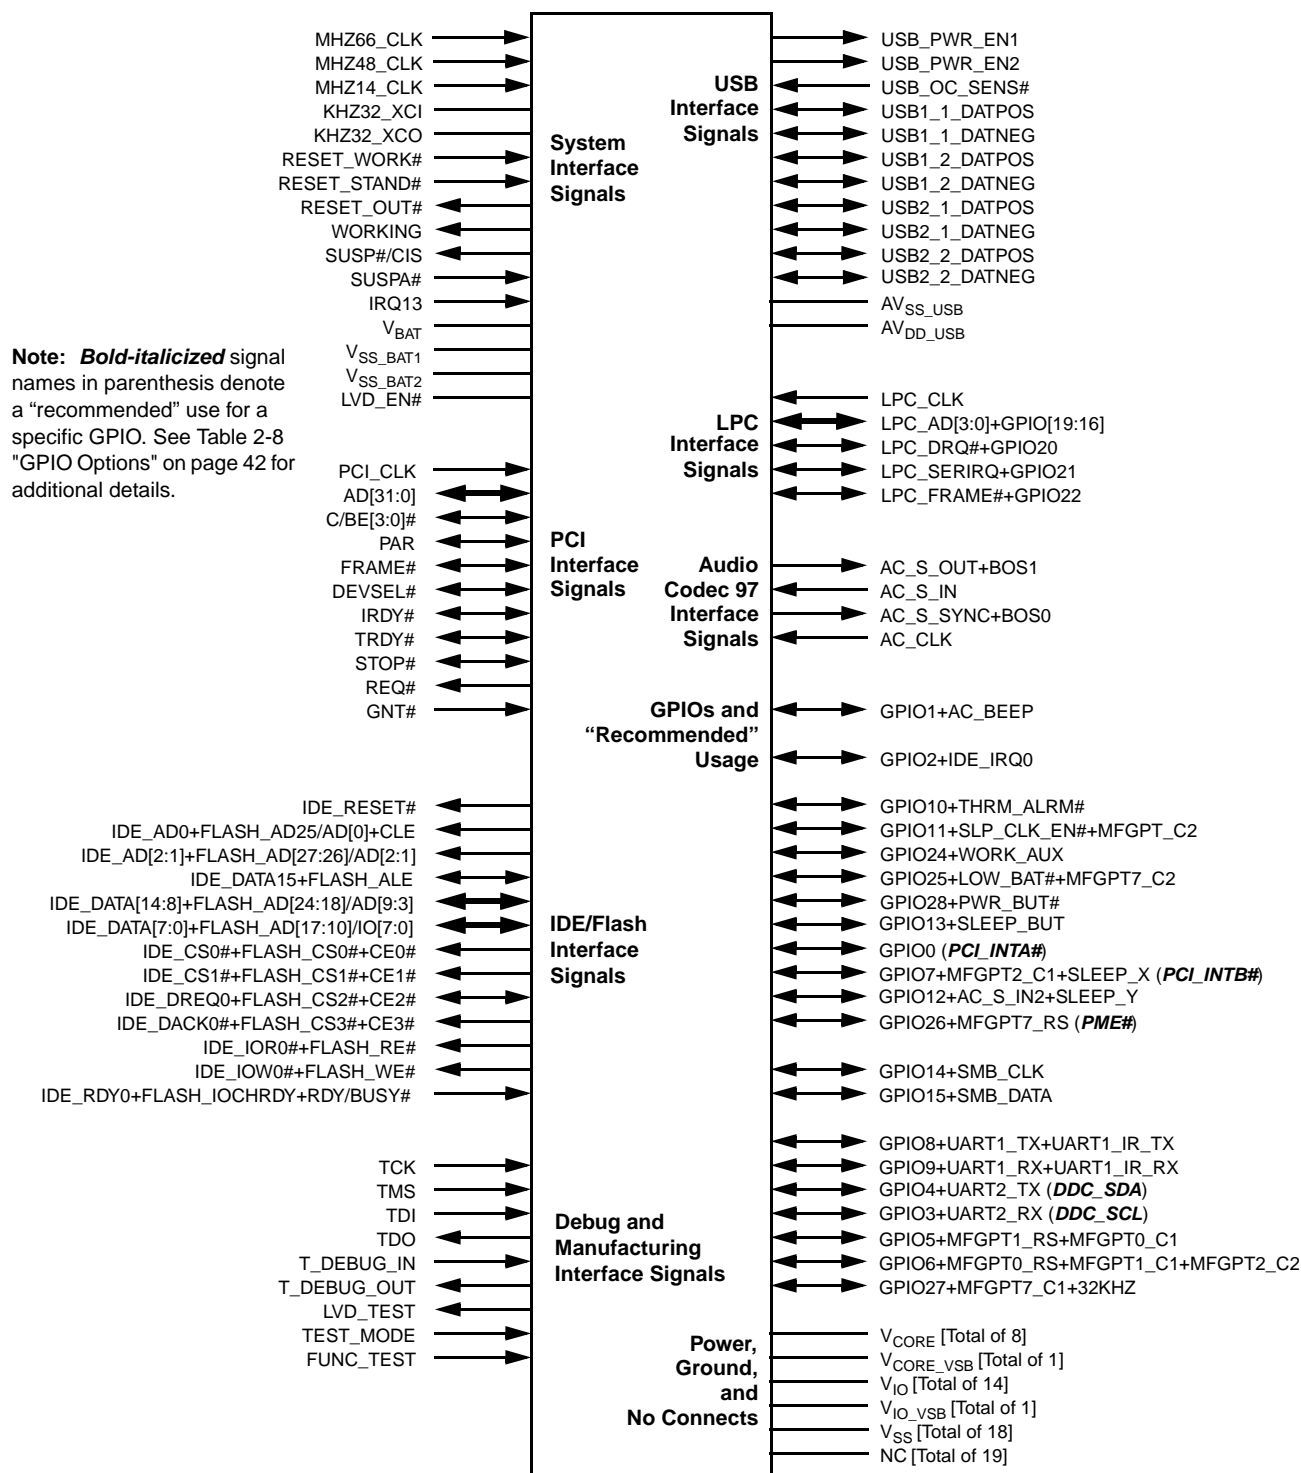 MHZ66_CLK
MHZ48_CLK
MHZ14_CLK
KHZ32_XCI
KHZ32_XCO
RESET_WORK#
RESET_STAND#
RESET_OUT#
WORKING
SUSP#/CIS
SUSPA#
IRQ13
VBAT
VSS_BAT1
VSS_BAT2
LVD_EN#
System
Interface
Signals
Note: Bold-italicized signal
names in parenthesis denote
a “recommended” use for a
specific GPIO. See Table 2-8
"GPIO Options" on page 42 for
additional details.
PCI_CLK
AD[31:0]
C/BE[3:0]#
PAR
FRAME#
DEVSEL#
IRDY#
TRDY#
STOP#
REQ#
GNT#
PCI
Interface
Signals
IDE_RESET#
IDE_AD0+FLASH_AD25/AD[0]+CLE
IDE_AD[2:1]+FLASH_AD[27:26]/AD[2:1]
IDE_DATA15+FLASH_ALE
IDE_DATA[14:8]+FLASH_AD[24:18]/AD[9:3]
IDE_DATA[7:0]+FLASH_AD[17:10]/IO[7:0]
IDE_CS0#+FLASH_CS0#+CE0#
IDE_CS1#+FLASH_CS1#+CE1#
IDE_DREQ0+FLASH_CS2#+CE2#
IDE_DACK0#+FLASH_CS3#+CE3#
IDE_IOR0#+FLASH_RE#
IDE_IOW0#+FLASH_WE#
IDE_RDY0+FLASH_IOCHRDY+RDY/BUSY#
IDE/Flash
Interface
Signals
TCK
TMS
TDI
TDO
T_DEBUG_IN
T_DEBUG_OUT
LVD_TEST
TEST_MODE
FUNC_TEST
Debug and
Manufacturing
Interface Signals
USB
Interface
Signals
USB_PWR_EN1
USB_PWR_EN2
USB_OC_SENS#
USB1_1_DATPOS
USB1_1_DATNEG
USB1_2_DATPOS
USB1_2_DATNEG
USB2_1_DATPOS
USB2_1_DATNEG
USB2_2_DATPOS
USB2_2_DATNEG
AVSS_USB
AVDD_USB
LPC
Interface
Signals
LPC_CLK
LPC_AD[3:0]+GPIO[19:16]
LPC_DRQ#+GPIO20
LPC_SERIRQ+GPIO21
LPC_FRAME#+GPIO22
Audio
Codec 97
Interface
Signals
AC_S_OUT+BOS1
AC_S_IN
AC_S_SYNC+BOS0
AC_CLK
GPIOs and
“Recommended”
Usage
GPIO1+AC_BEEP
GPIO2+IDE_IRQ0
GPIO10+THRM_ALRM#
GPIO11+SLP_CLK_EN#+MFGPT_C2
GPIO24+WORK_AUX
GPIO25+LOW_BAT#+MFGPT7_C2
GPIO28+PWR_BUT#
GPIO13+SLEEP_BUT
GPIO0 (PCI_INTA#)
GPIO7+MFGPT2_C1+SLEEP_X (PCI_INTB#)
GPIO12+AC_S_IN2+SLEEP_Y
GPIO26+MFGPT7_RS (PME#)
GPIO14+SMB_CLK
GPIO15+SMB_DATA
GPIO8+UART1_TX+UART1_IR_TX
GPIO9+UART1_RX+UART1_IR_RX
GPIO4+UART2_TX (DDC_SDA)
GPIO3+UART2_RX (DDC_SCL)
GPIO5+MFGPT1_RS+MFGPT0_C1
GPIO6+MFGPT0_RS+MFGPT1_C1+MFGPT2_C2
GPIO27+MFGPT7_C1+32KHZ
Power,
Ground,
and
No Connects
VCORE [Total of 8]
VCORE_VSB [Total of 1]
VIO [Total of 14]
VIO_VSB [Total of 1]
VSS [Total of 18]
NC [Total of 19]